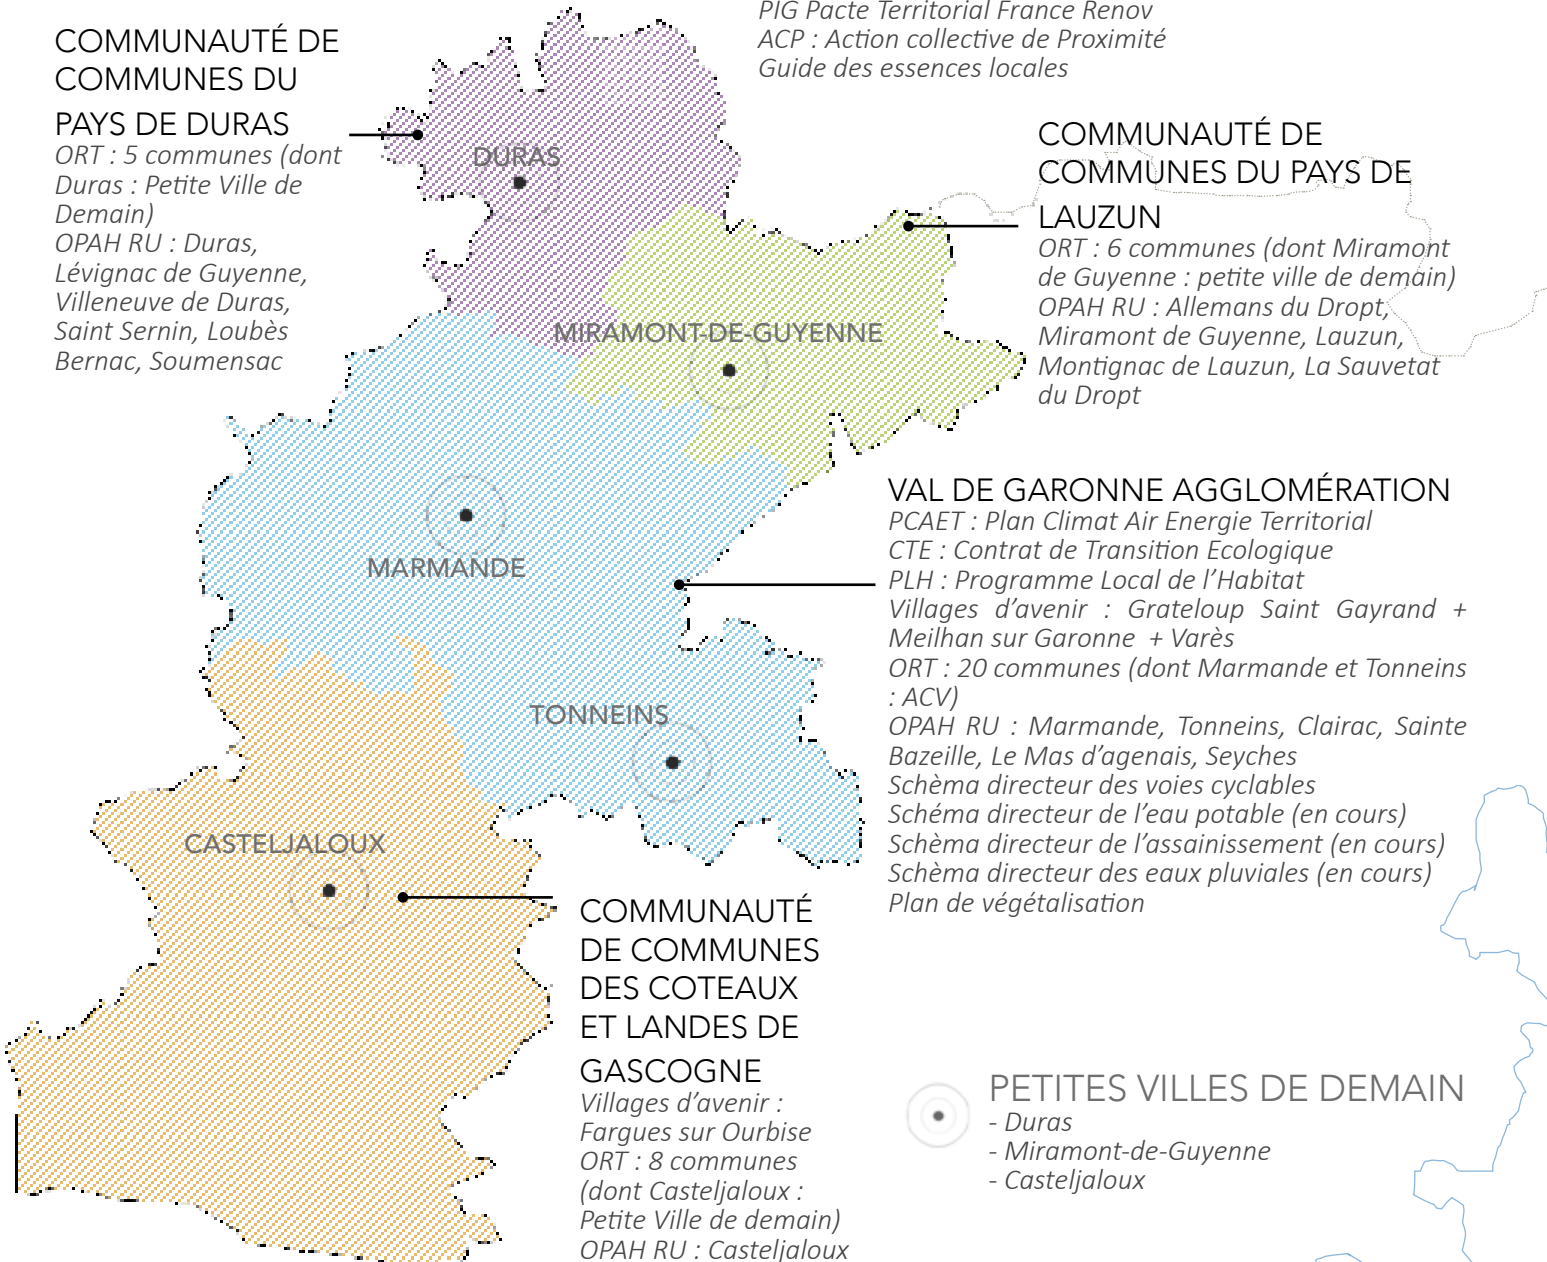 PIG Pacte Territorial France Renov
ACP : Action collective de Proximité
Guide des essences locales
COMMUNAUTÉ DE
COMMUNES DU
PAYS DE DURAS
ORT : 5 communes (dont
Duras : Petite Ville de
Demain)
OPAH RU : Duras,
Lévignac de Guyenne,
Villeneuve de Duras,
Saint Sernin, Loubès
Bernac, Soumensac
DURAS
COMMUNAUTÉ DE
COMMUNES DU PAYS DE
LAUZUN
ORT : 6 communes (dont Miramont
de Guyenne : petite ville de demain)
OPAH RU : Allemans du Dropt,
Miramont de Guyenne, Lauzun,
Montignac de Lauzun, La Sauvetat
du Dropt
MIRAMONT-DE-GUYENNE
MARMANDE
VAL DE GARONNE AGGLOMÉRATION
PCAET : Plan Climat Air Energie Territorial
CTE : Contrat de Transition Ecologique
PLH : Programme Local de l’Habitat
Villages d’avenir : Grateloup Saint Gayrand +
Meilhan sur Garonne + Varès
ORT : 20 communes (dont Marmande et Tonneins
: ACV)
OPAH RU : Marmande, Tonneins, Clairac, Sainte
Bazeille, Le Mas d’agenais, Seyches
Schèma directeur des voies cyclables
Schéma directeur de l’eau potable (en cours)
Schèma directeur de l’assainissement (en cours)
Schèma directeur des eaux pluviales (en cours)
Plan de végétalisation
TONNEINS
CASTELJALOUX
COMMUNAUTÉ
DE COMMUNES
DES COTEAUX
ET LANDES DE
GASCOGNE
Villages d’avenir :
Fargues sur Ourbise
ORT : 8 communes
(dont Casteljaloux :
Petite Ville de demain)
OPAH RU : Casteljaloux
PETITES VILLES DE DEMAIN
- Duras
- Miramont-de-Guyenne
- Casteljaloux